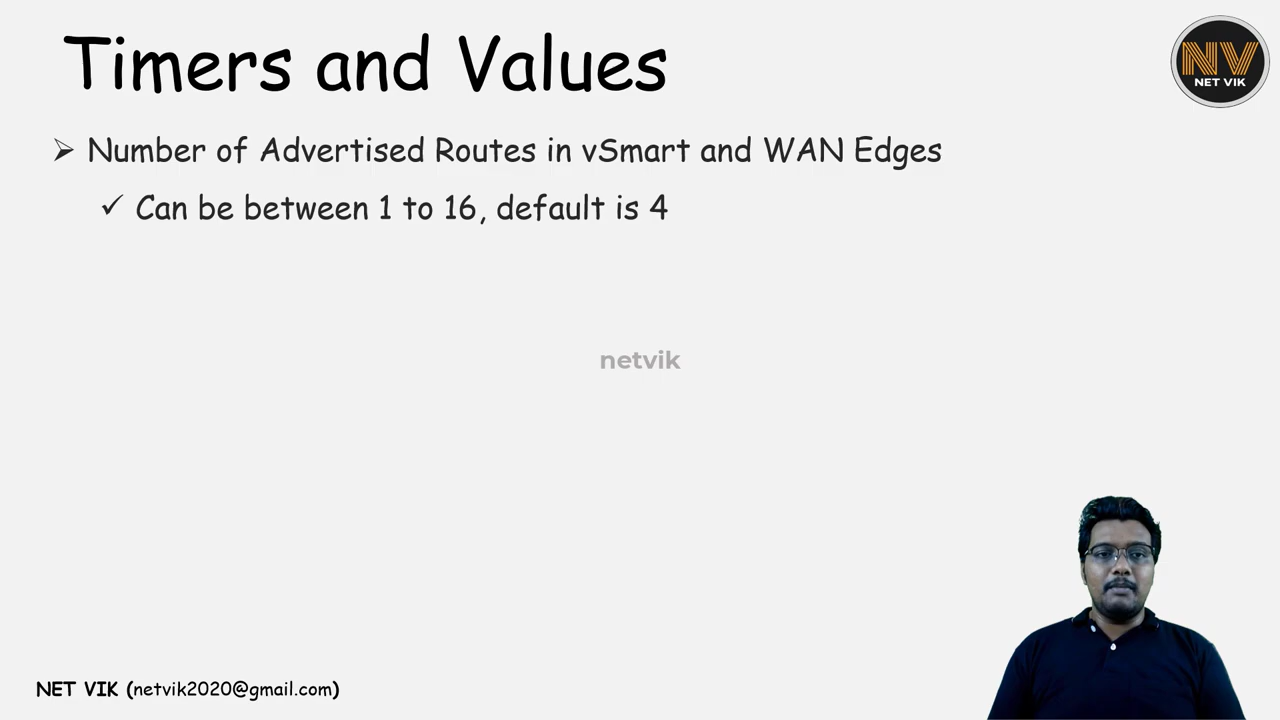 Timers and Values
NV
NET VIK
➢ Number of Advertised Routes in vSmart and WAN Edges
✓ Can be between 1 to 16, default is 4
netvik
NET VIK (netvik2020@gmail.com)